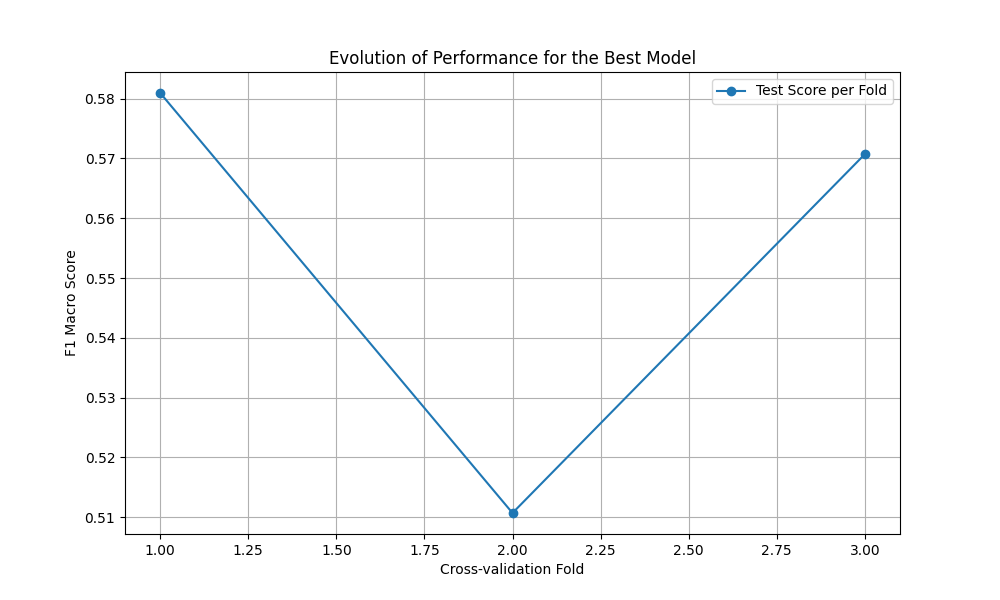 Evolution of Performance for the Best Model
Test Score per Fold
F1 Macro Score
0.58
0.57
0.56
0.55
0.54
0.53
0.52
0.51
1.00 1.25 1.50 1.75 2.00 2.25 2.50 2.75 3.00
Cross-validation Fold